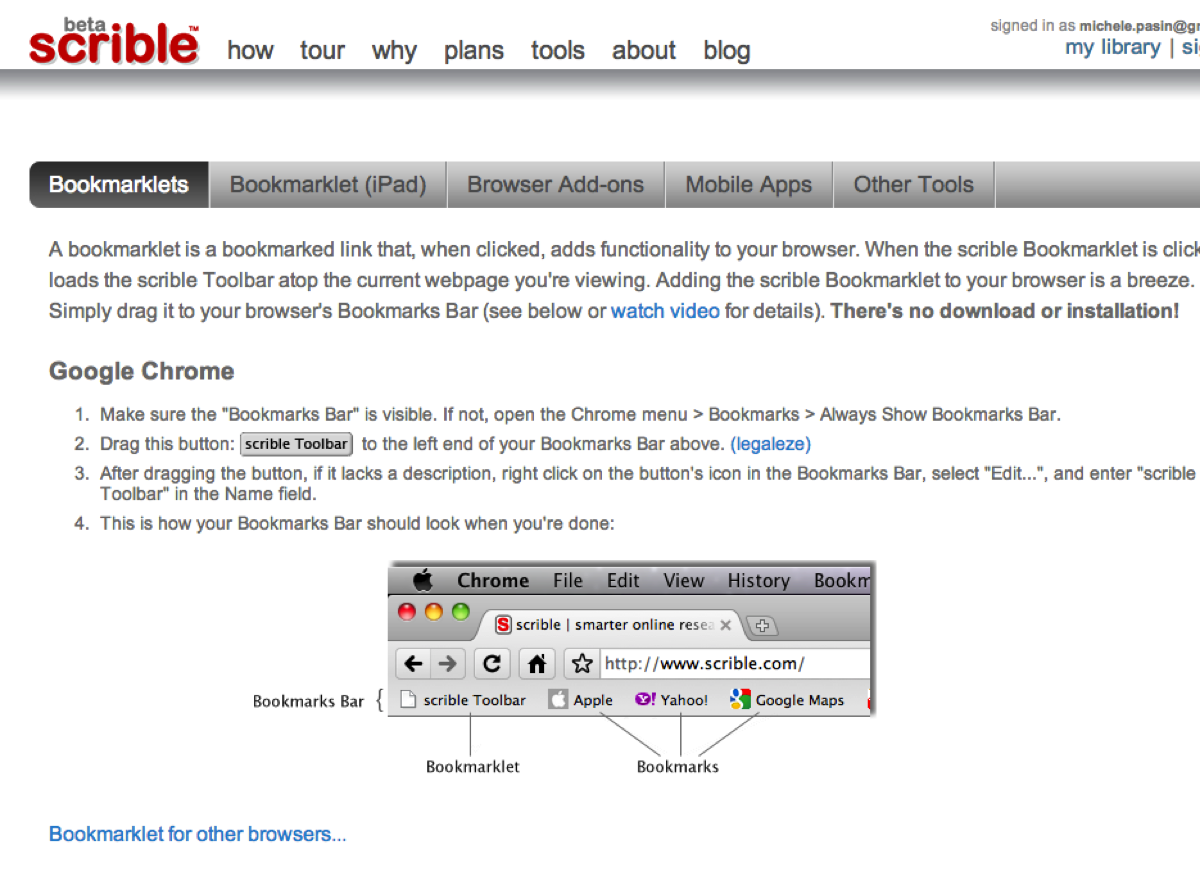 beta
scrible™
how tour why plans tools about blog
signed in as michele.pasin@
my library |
Bookmarklets Bookmarklet (iPad) Browser Add-ons Mobile Apps Other Tools
A bookmarklet is a bookmarked link that, when clicked, adds functionality to your browser. When the scrible Bookmarklet is
loads the scrible Toolbar atop the current webpage you're viewing. Adding the scrible Bookmarklet to your browser is a breeze.
Simply drag it to your browser's Bookmarks Bar (see below or watch video for details). There's no download or installation!
Google Chrome
1. Make sure the "Bookmarks Bar" is visible. If not, open the Chrome menu > Bookmarks > Always Show Bookmarks Bar.
2. Drag this button: scrible Toolbar to the left end of your Bookmarks Bar above. (legaleze)
3. After dragging the button, if it lacks a description, right click on the button's icon in the Bookmarks Bar, select "Edit...", and enter "scrible
Toolbar" in the Name field.
4. This is how your Bookmarks Bar should look when you're done:
Chrome File Edit View History Bookm
S scrible | smarter online resea
http://www.scrible.com/
Bookmarks Bar { scrible Toolbar Apple Y! Yahoo! Google Maps
Bookmarklet Bookmarks
Bookmarklet for other browsers...